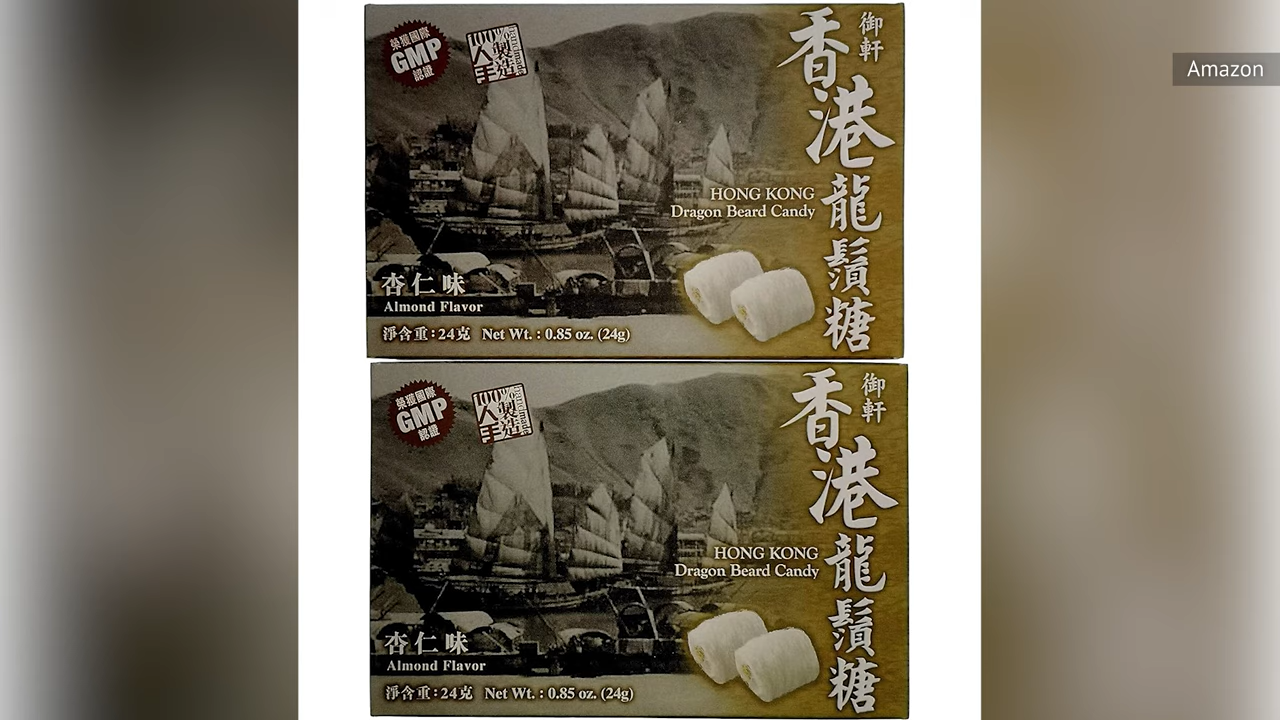 Amazon
榮獲國際
GMP
認證
100% Handmade
人手製造
御軒
香港龍鬚糖
HONG KONG
Dragon Beard Candy
杏仁味
Almond Flavor
淨含重:24克 Net Wt. : 0.85 oz. (24g)
榮獲國際
GMP
認證
100% Handmade
人手製造
御軒
香港龍鬚糖
HONG KONG
Dragon Beard Candy
杏仁味
Almond Flavor
淨含重:24克 Net Wt. : 0.85 oz. (24g)